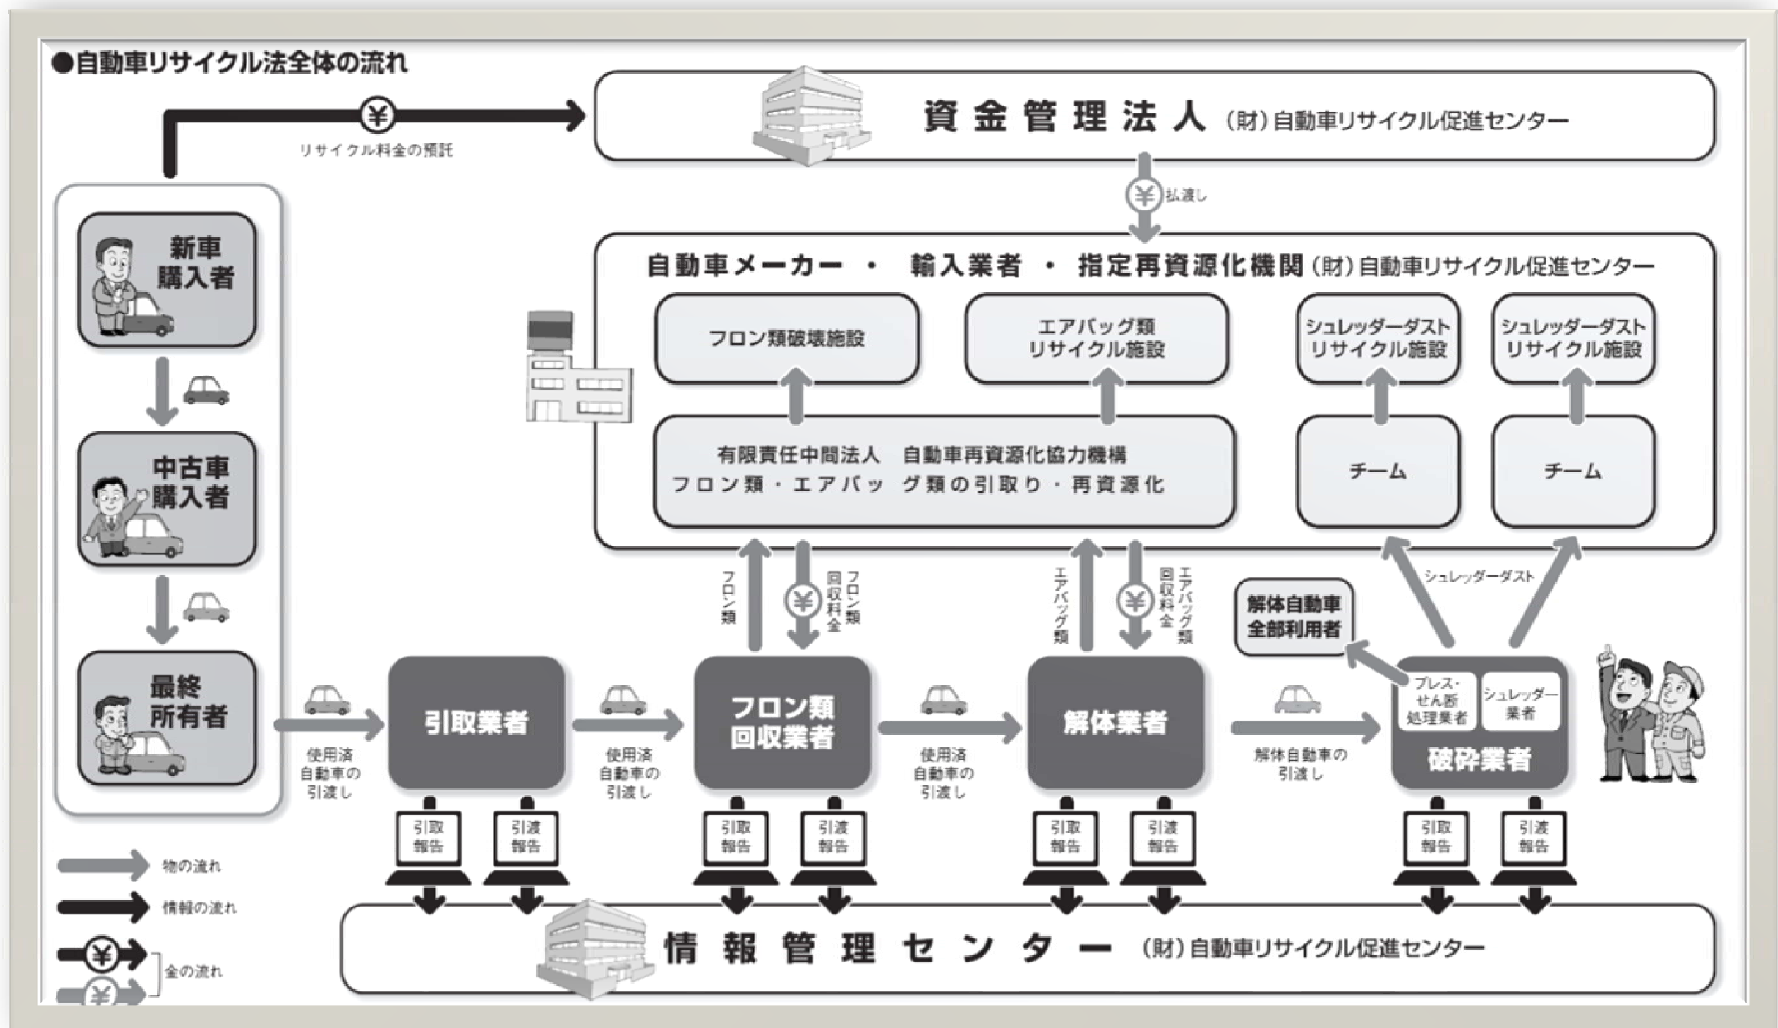 ●自動車リサイクル法全体の流れ
資金管理法人(財)自動車リサイクル促進センター
リサイクル料金の預託
払渡し
新車
購入者
中古車
購入者
最終
所有者
自動車メーカー ・ 輸入業者 ・ 指定再資源化機関(財)自動車リサイクル促進センター
フロン類破壊施設
エアバッグ類
リサイクル施設
シュレッダーダスト
リサイクル施設
シュレッダーダスト
リサイクル施設
有限責任中間法人 自動車再資源化協力機構
フロン類・エアバッグ類の引取り・再資源化
チーム
チーム
フロン類
フロン類
回収料金
エアバッグ類
エアバッグ類
回収料金
シュレッダーダスト
解体自動車
全部利用者
使用済
自動車の
引渡し
引取業者
使用済
自動車の
引渡し
フロン類
回収業者
使用済
自動車の
引渡し
解体業者
解体自動車の
引渡し
プレス・
せん断
処理業者
シュレッダー
業者
破砕業者
引取
報告
引渡
報告
引取
報告
引渡
報告
引取
報告
引渡
報告
引取
報告
引渡
報告
物の流れ
情報の流れ
金の流れ
情報管理センター(財)自動車リサイクル促進センター
¥
¥
¥
¥
¥
¥